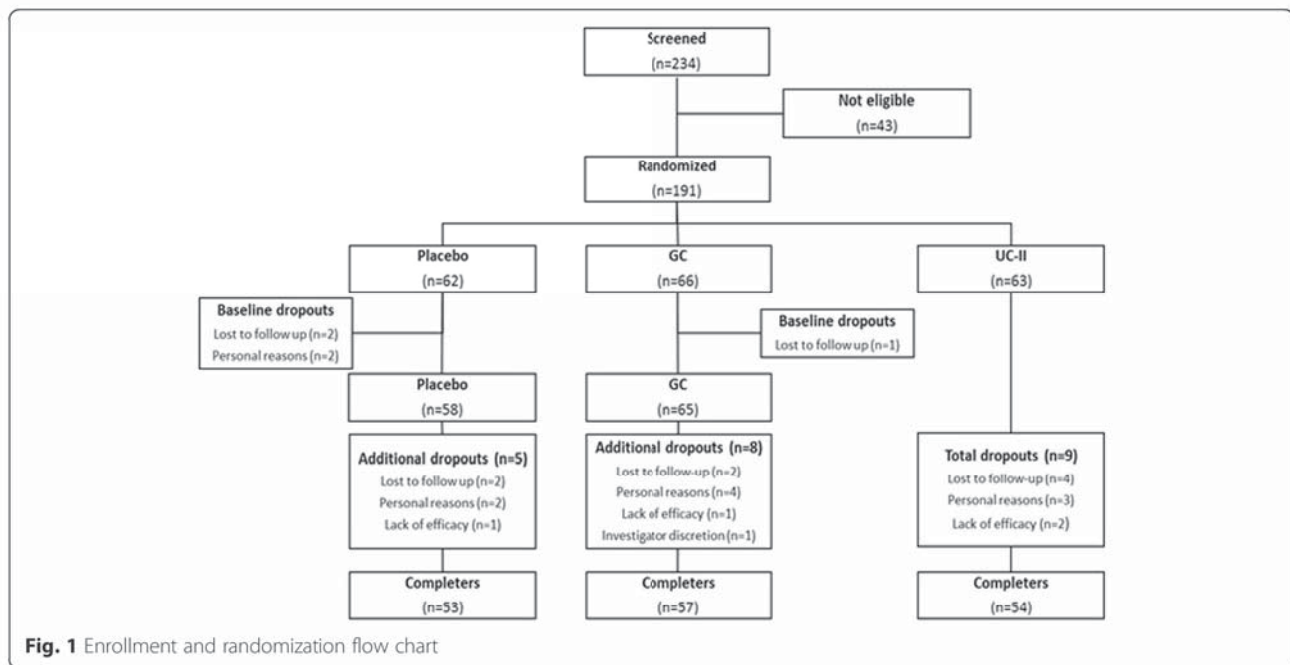 Screened
(n=234)
Not eligible
(n=43)
Randomized
(n=191)
Placebo
(n=62)
GC
(n=66)
UC-II
(n=63)
Baseline dropouts
Lost to follow up (n=2)
Personal reasons (n=2)
Baseline dropouts
Lost to follow up (n=1)
Placebo
(n=58)
GC
(n=65)
Additional dropouts (n=5)
Lost to follow up (n=2)
Personal reasons (n=2)
Lack of efficacy (n=1)
Additional dropouts (n=8)
Lost to follow-up (n=2)
Personal reasons (n=4)
Lack of efficacy (n=1)
Investigator discretion (n=1)
Total dropouts (n=9)
Lost to follow-up (n=4)
Personal reasons (n=3)
Lack of efficacy (n=2)
Completers
(n=53)
Completers
(n=57)
Completers
(n=54)
Fig. 1 Enrollment and randomization flow chart